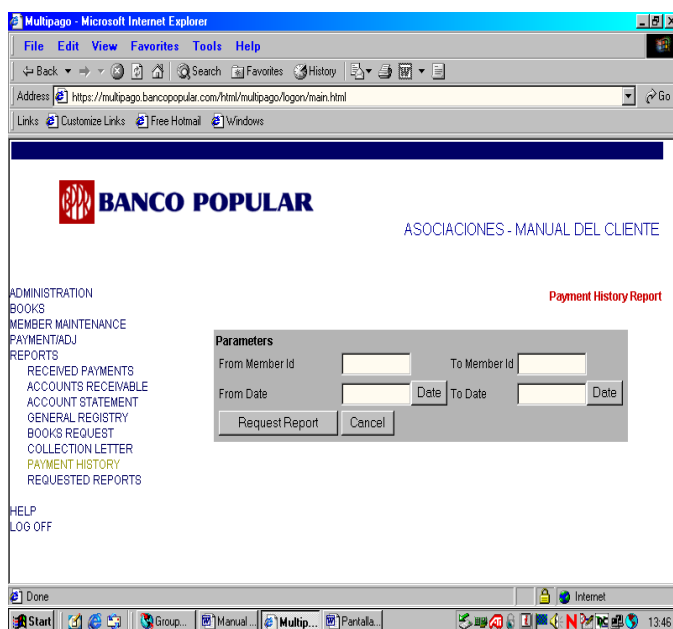 Multipago - Microsoft Internet Explorer
File Edit View Favorites Tools Help
Back Search Favorites History
Address https://multipago.bancopopular.com/html/multipago/logon/main.html Go
Links Customize Links Free Hotmail Windows
BANCO POPULAR
ASOCIACIONES - MANUAL DEL CLIENTE
ADMINISTRATION
BOOKS
MEMBER MAINTENANCE
PAYMENT/ADJ
REPORTS
RECEIVED PAYMENTS
ACCOUNTS RECEIVABLE
ACCOUNT STATEMENT
GENERAL REGISTRY
BOOKS REQUEST
COLLECTION LETTER
PAYMENT HISTORY
REQUESTED REPORTS
HELP
LOG OFF
Payment History Report
Parameters
From Member Id To Member Id
From Date Date To Date Date
Request Report Cancel
Done Internet
Start Group... Manual ... Multip... Pantalla... 13:46